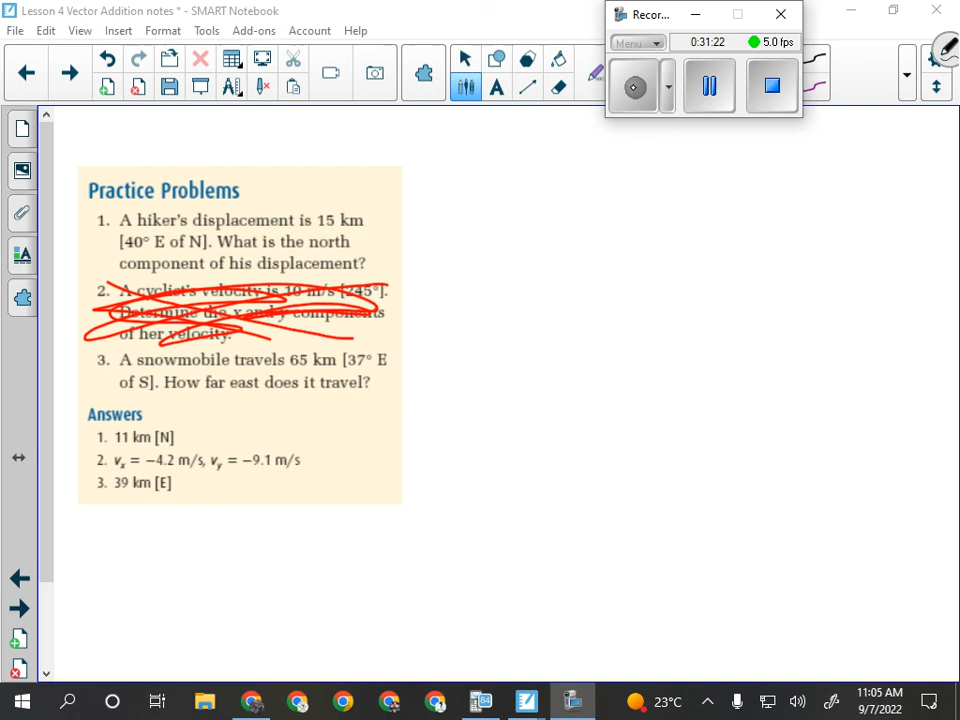 Lesson 4 Vector Addition notes * - SMART Notebook
File Edit View Insert Format Tools Add-ons Account Help
Recor...
Menu
0:31:22
5.0 fps
Practice Problems
1. A hiker's displacement is 15 km
[40° E of N]. What is the north
component of his displacement?
2. A cyclist's velocity is 10 m/s [245°].
Determine the x and y components
of her velocity.
3. A snowmobile travels 65 km [37° E
of S]. How far east does it travel?
Answers
1. 11 km [N]
2. vx = −4.2 m/s, vy = −9.1 m/s
3. 39 km [E]
23°C
11:05 AM
9/7/2022